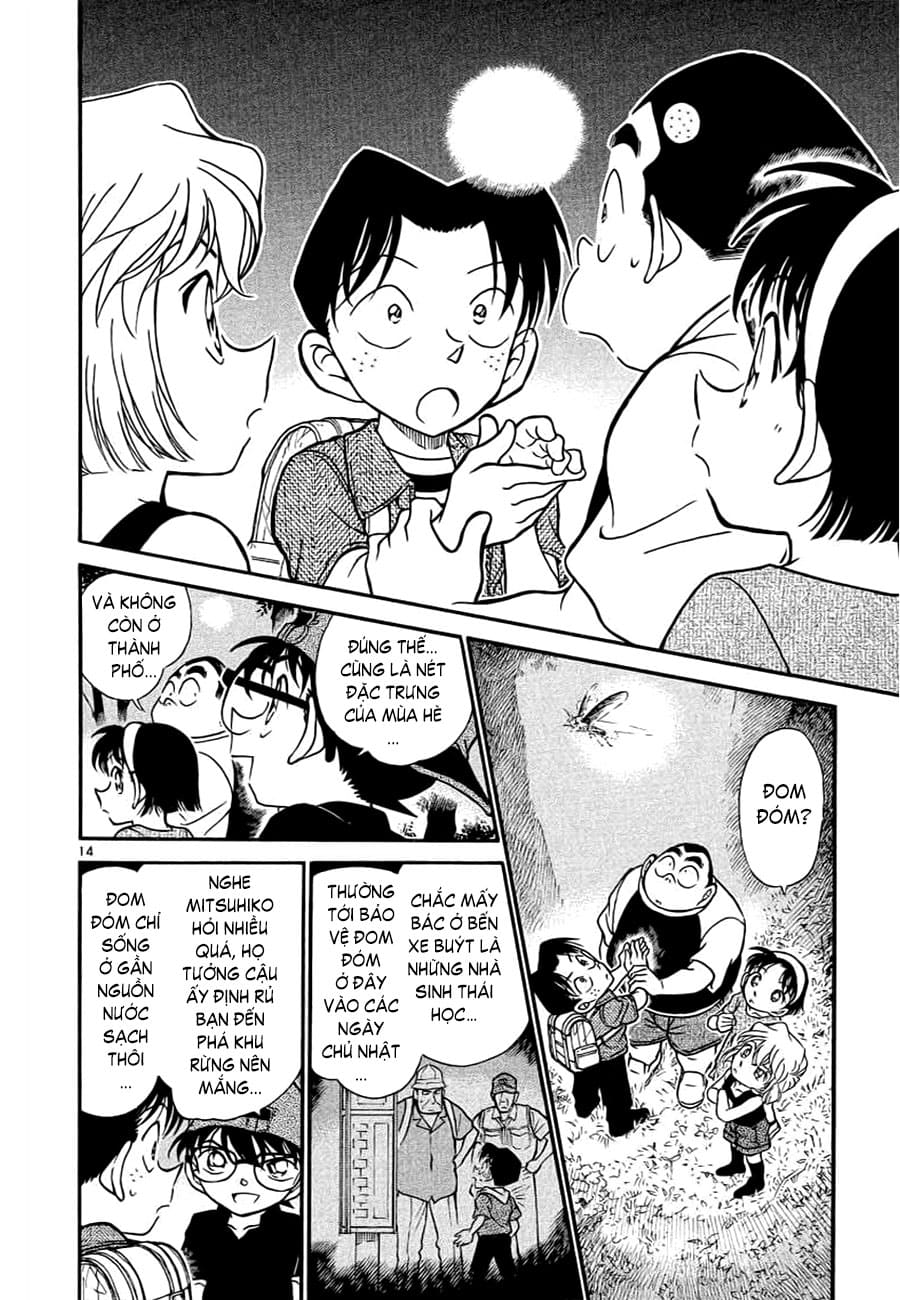 ĐOM
ĐÓM?
ĐÚNG THẾ...
CŨNG LÀ NÉT
ĐẶC TRƯNG
CỦA MÙA HÈ
...
VÀ KHÔNG
CÒN Ở
THÀNH
PHỐ...
14
CHẮC MẤY
BÁC Ở BẾN
XE BUÝT LÀ
NHỮNG NHÀ
SINH THÁI
HỌC...
THƯỜNG
TỚI BẢO
VỆ ĐOM
ĐÓM
Ở ĐÂY
VÀO CÁC
NGÀY
CHỦ NHẬT
...
NGHE
MITSUHIKO
HỎI NHIỀU
QUÁ, HỌ
TƯỞNG CẬU
ẤY ĐỊNH RỦ
BẠN ĐẾN
PHÁ KHU
RỪNG NÊN
MẮNG...
ĐOM
ĐÓM CHỈ
SỐNG
Ở GẦN
NGUỒN
NƯỚC
SẠCH
THÔI
...